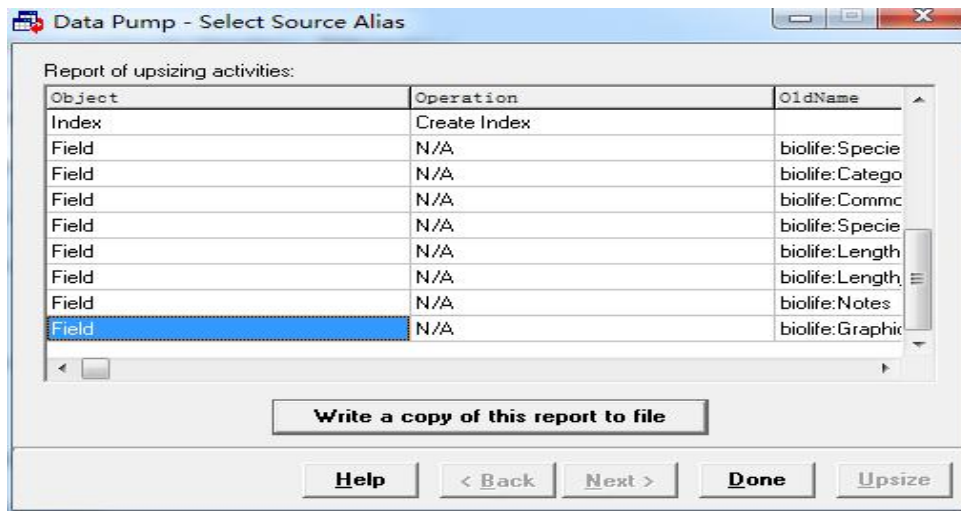 Data Pump - Select Source Alias
Report of upsizing activities:
Object Operation OldName
Index Create Index
Field N/A biolife:Specie
Field N/A biolife:Catego
Field N/A biolife:Commo
Field N/A biolife:Specie
Field N/A biolife:Length
Field N/A biolife:Length_
Field N/A biolife:Notes
Field N/A biolife:Graphic
Write a copy of this report to file
Help < Back Next > Done Upsize